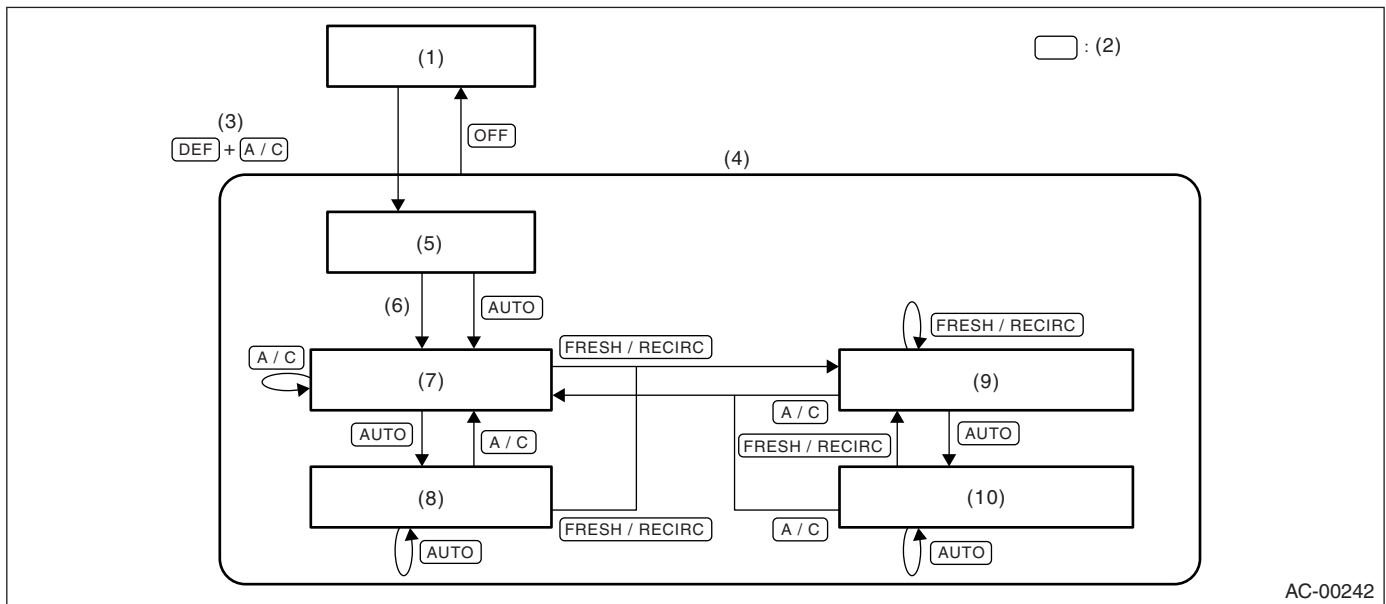 (1)
: (2)
(3)
DEF + A / C
OFF
(4)
(5)
(6)
AUTO
FRESH / RECIRC
A / C
FRESH / RECIRC
(7)
(9)
A / C
AUTO
A / C
FRESH / RECIRC
AUTO
(8)
(10)
FRESH / RECIRC
A / C
AUTO
AUTO
AC-00242